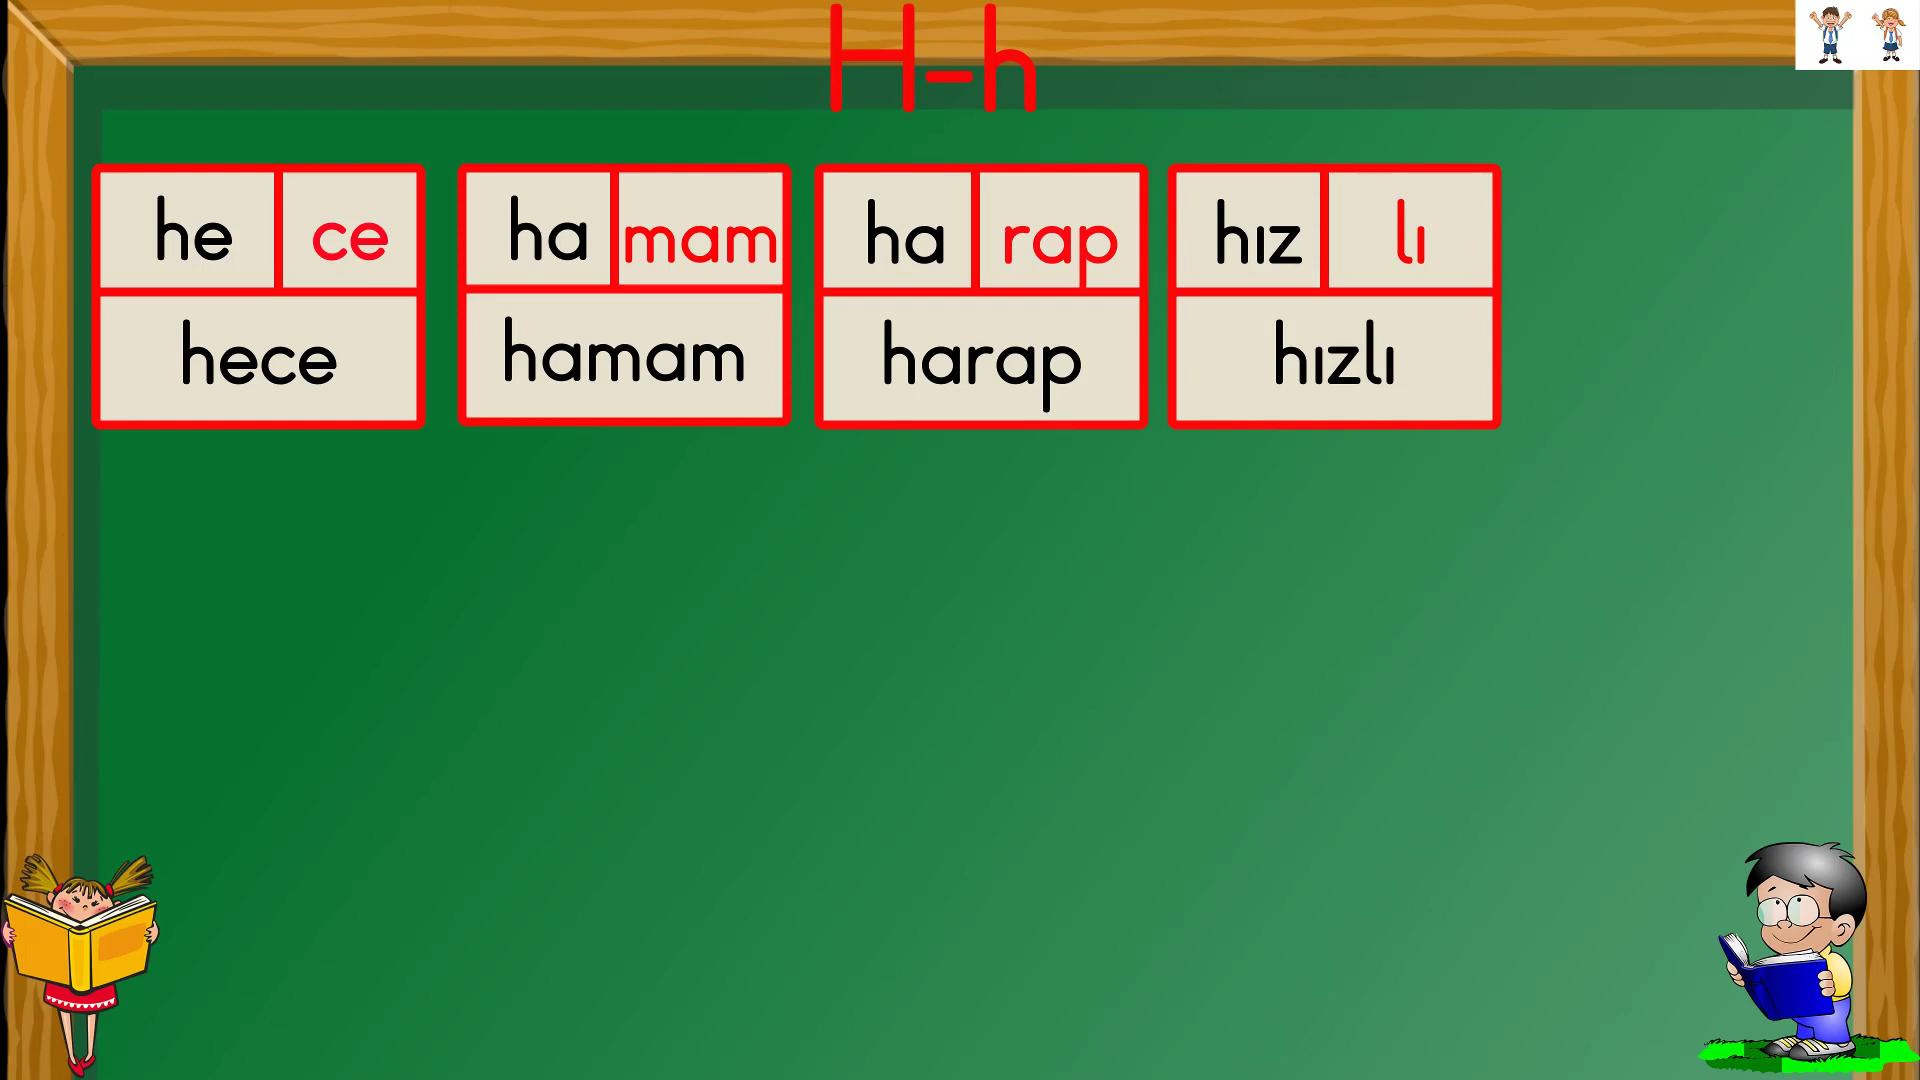 H-h
he ce
hece
ha mam
hamam
ha rap
harap
hız lı
hızlı